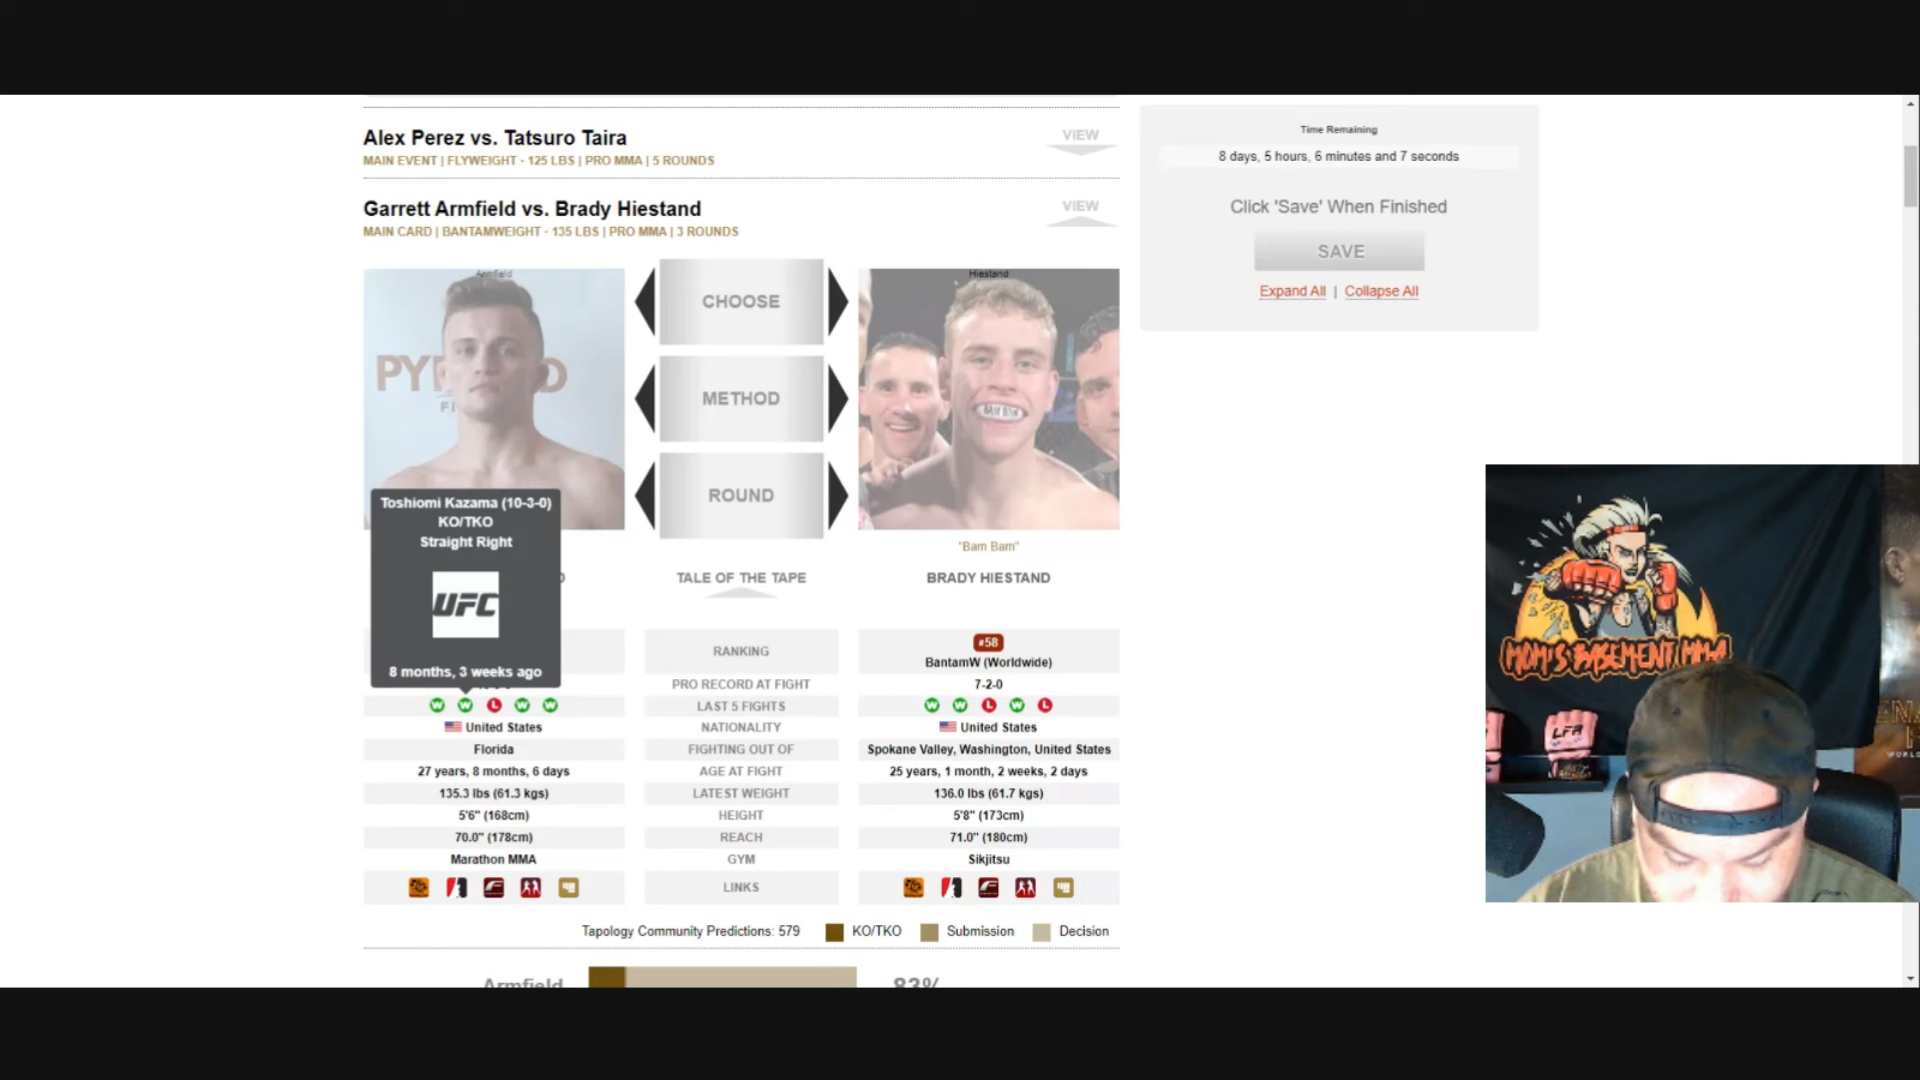 Alex Perez vs. Tatsuro Taira
VIEW
MAIN EVENT | FLYWEIGHT · 125 LBS | PRO MMA | 5 ROUNDS
Garrett Armfield vs. Brady Hiestand
VIEW
MAIN CARD | BANTAMWEIGHT · 135 LBS | PRO MMA | 3 ROUNDS
Time Remaining
8 days, 5 hours, 6 minutes and 7 seconds
Click 'Save' When Finished
SAVE
Expand All | Collapse All
Armfield
Hiestand
CHOOSE
METHOD
ROUND
Toshiomi Kazama (10-3-0)
KO/TKO
Straight Right
UFC
8 months, 3 weeks ago
"Bam Bam"
TALE OF THE TAPE
BRADY HIESTAND
RANKING
#58
BantamW (Worldwide)
PRO RECORD AT FIGHT
7-2-0
W W L W W
LAST 5 FIGHTS
W W L W L
United States
NATIONALITY
United States
Florida
FIGHTING OUT OF
Spokane Valley, Washington, United States
27 years, 8 months, 6 days
AGE AT FIGHT
25 years, 1 month, 2 weeks, 2 days
135.3 lbs (61.3 kgs)
LATEST WEIGHT
136.0 lbs (61.7 kgs)
5'6" (168cm)
HEIGHT
5'8" (173cm)
70.0" (178cm)
REACH
71.0" (180cm)
Marathon MMA
GYM
Sikjitsu
LINKS
Tapology Community Predictions: 579
KO/TKO
Submission
Decision
Armfield
83%
MOM'S BASEMENT MMA
LFA